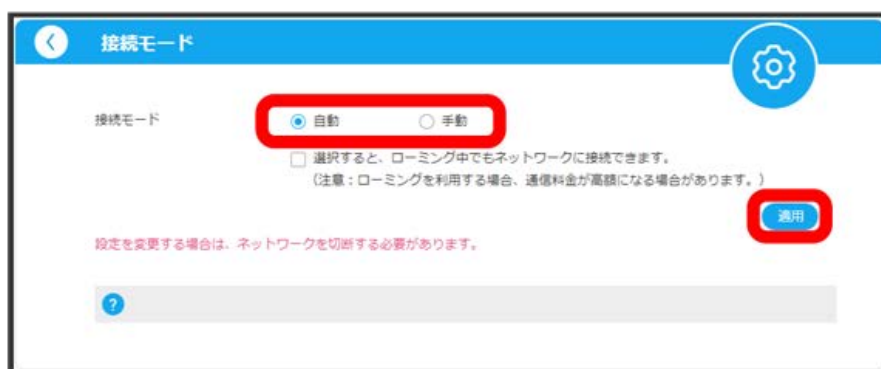 接続モード
接続モード
自動
手動
選択すると、ローミング中でもネットワークに接続できます。
（注意：ローミングを利用する場合、通信料金が高額になる場合があります。）
適用
設定を変更する場合は、ネットワークを切断する必要があります。
?